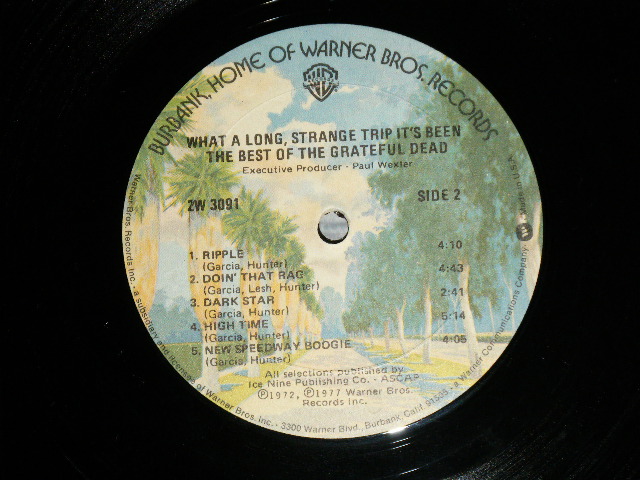 BURBANK, HOME OF WARNER BROS. RECORDS
WHAT A LONG, STRANGE TRIP IT'S BEEN
THE BEST OF THE GRATEFUL DEAD
Executive Producer - Paul Wexler
2W 3091
SIDE 2
1. RIPPLE 4:10
(Garcia, Hunter)
2. DOIN' THAT RAG 4:43
(Garcia, Lesh, Hunter)
3. DARK STAR 2:41
(Garcia, Hunter)
4. HIGH TIME 5:14
(Garcia, Hunter)
5. NEW SPEEDWAY BOOGIE 4:05
(Garcia, Hunter)
All selections published by
Ice Nine Publishing Co. - ASCAP
℗1972, ℗1977 Warner Bros.
Records Inc.
Warner Bros. Records Inc. • a subsidiary and licensee of Warner Bros. Inc. • 3300 Warner Blvd., Burbank, Calif. 91505 • a Warner Communications Company
Made in U.S.A.